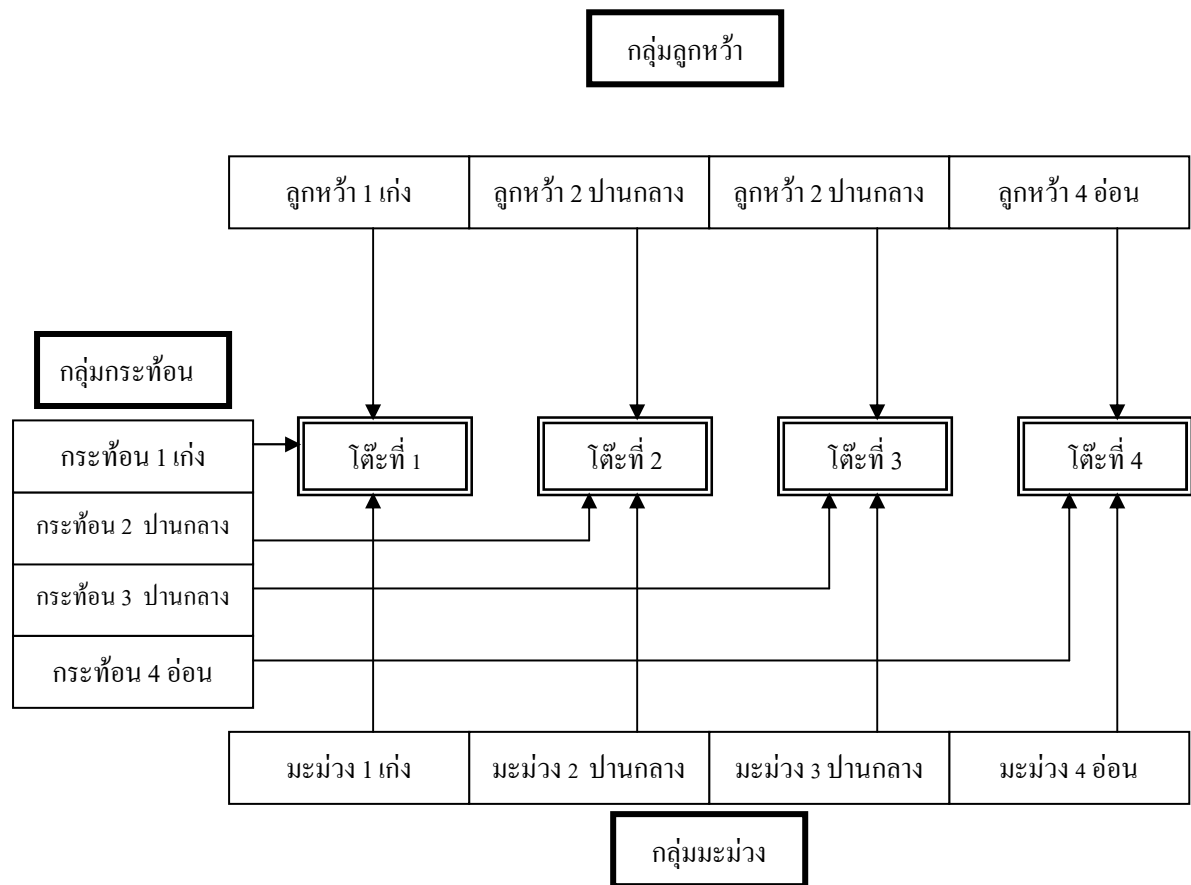 กลุ่มลูกหว้า
ลูกหว้า 1 เก่ง
ลูกหว้า 2 ปานกลาง
ลูกหว้า 2 ปานกลาง
ลูกหว้า 4 อ่อน
กลุ่มกระท้อน
กระท้อน 1 เก่ง
กระท้อน 2 ปานกลาง
กระท้อน 3 ปานกลาง
กระท้อน 4 อ่อน
โต๊ะที่ 1
โต๊ะที่ 2
โต๊ะที่ 3
โต๊ะที่ 4
มะม่วง 1 เก่ง
มะม่วง 2 ปานกลาง
มะม่วง 3 ปานกลาง
มะม่วง 4 อ่อน
กลุ่มมะม่วง